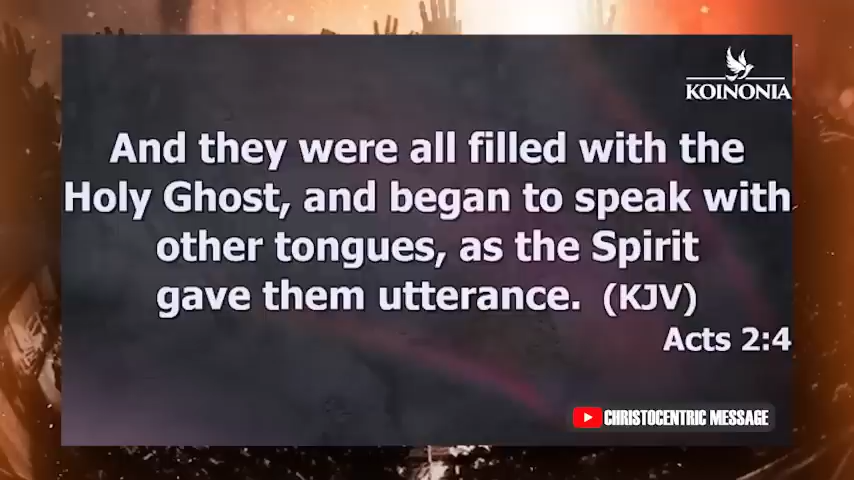 KOINONIA
And they were all filled with the
Holy Ghost, and began to speak with
other tongues, as the Spirit
gave them utterance. (KJV)
Acts 2:4
CHRISTOCENTRIC MESSAGE